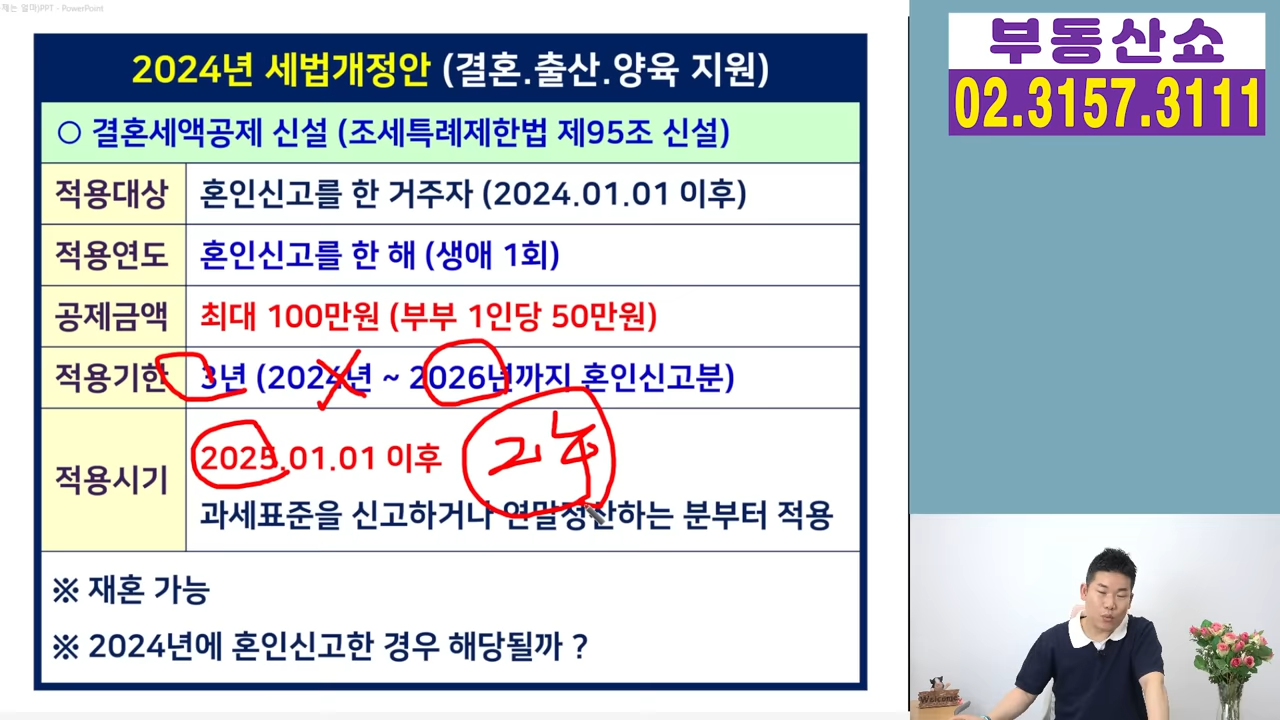 제는 얼마)PPT - PowerPoint
2024년 세법개정안 (결혼.출산.양육 지원)
○ 결혼세액공제 신설 (조세특례제한법 제95조 신설)
적용대상 혼인신고를 한 거주자 (2024.01.01 이후)
적용연도 혼인신고를 한 해 (생애 1회)
공제금액 최대 100만원 (부부 1인당 50만원)
적용기한 3년 (2024년 ~ 2026년까지 혼인신고분)
적용시기 2025.01.01 이후
과세표준을 신고하거나 연말정산하는 분부터 적용
※ 재혼 가능
※ 2024년에 혼인신고한 경우 해당될까 ?
부동산쇼
02.3157.3111
Welcome